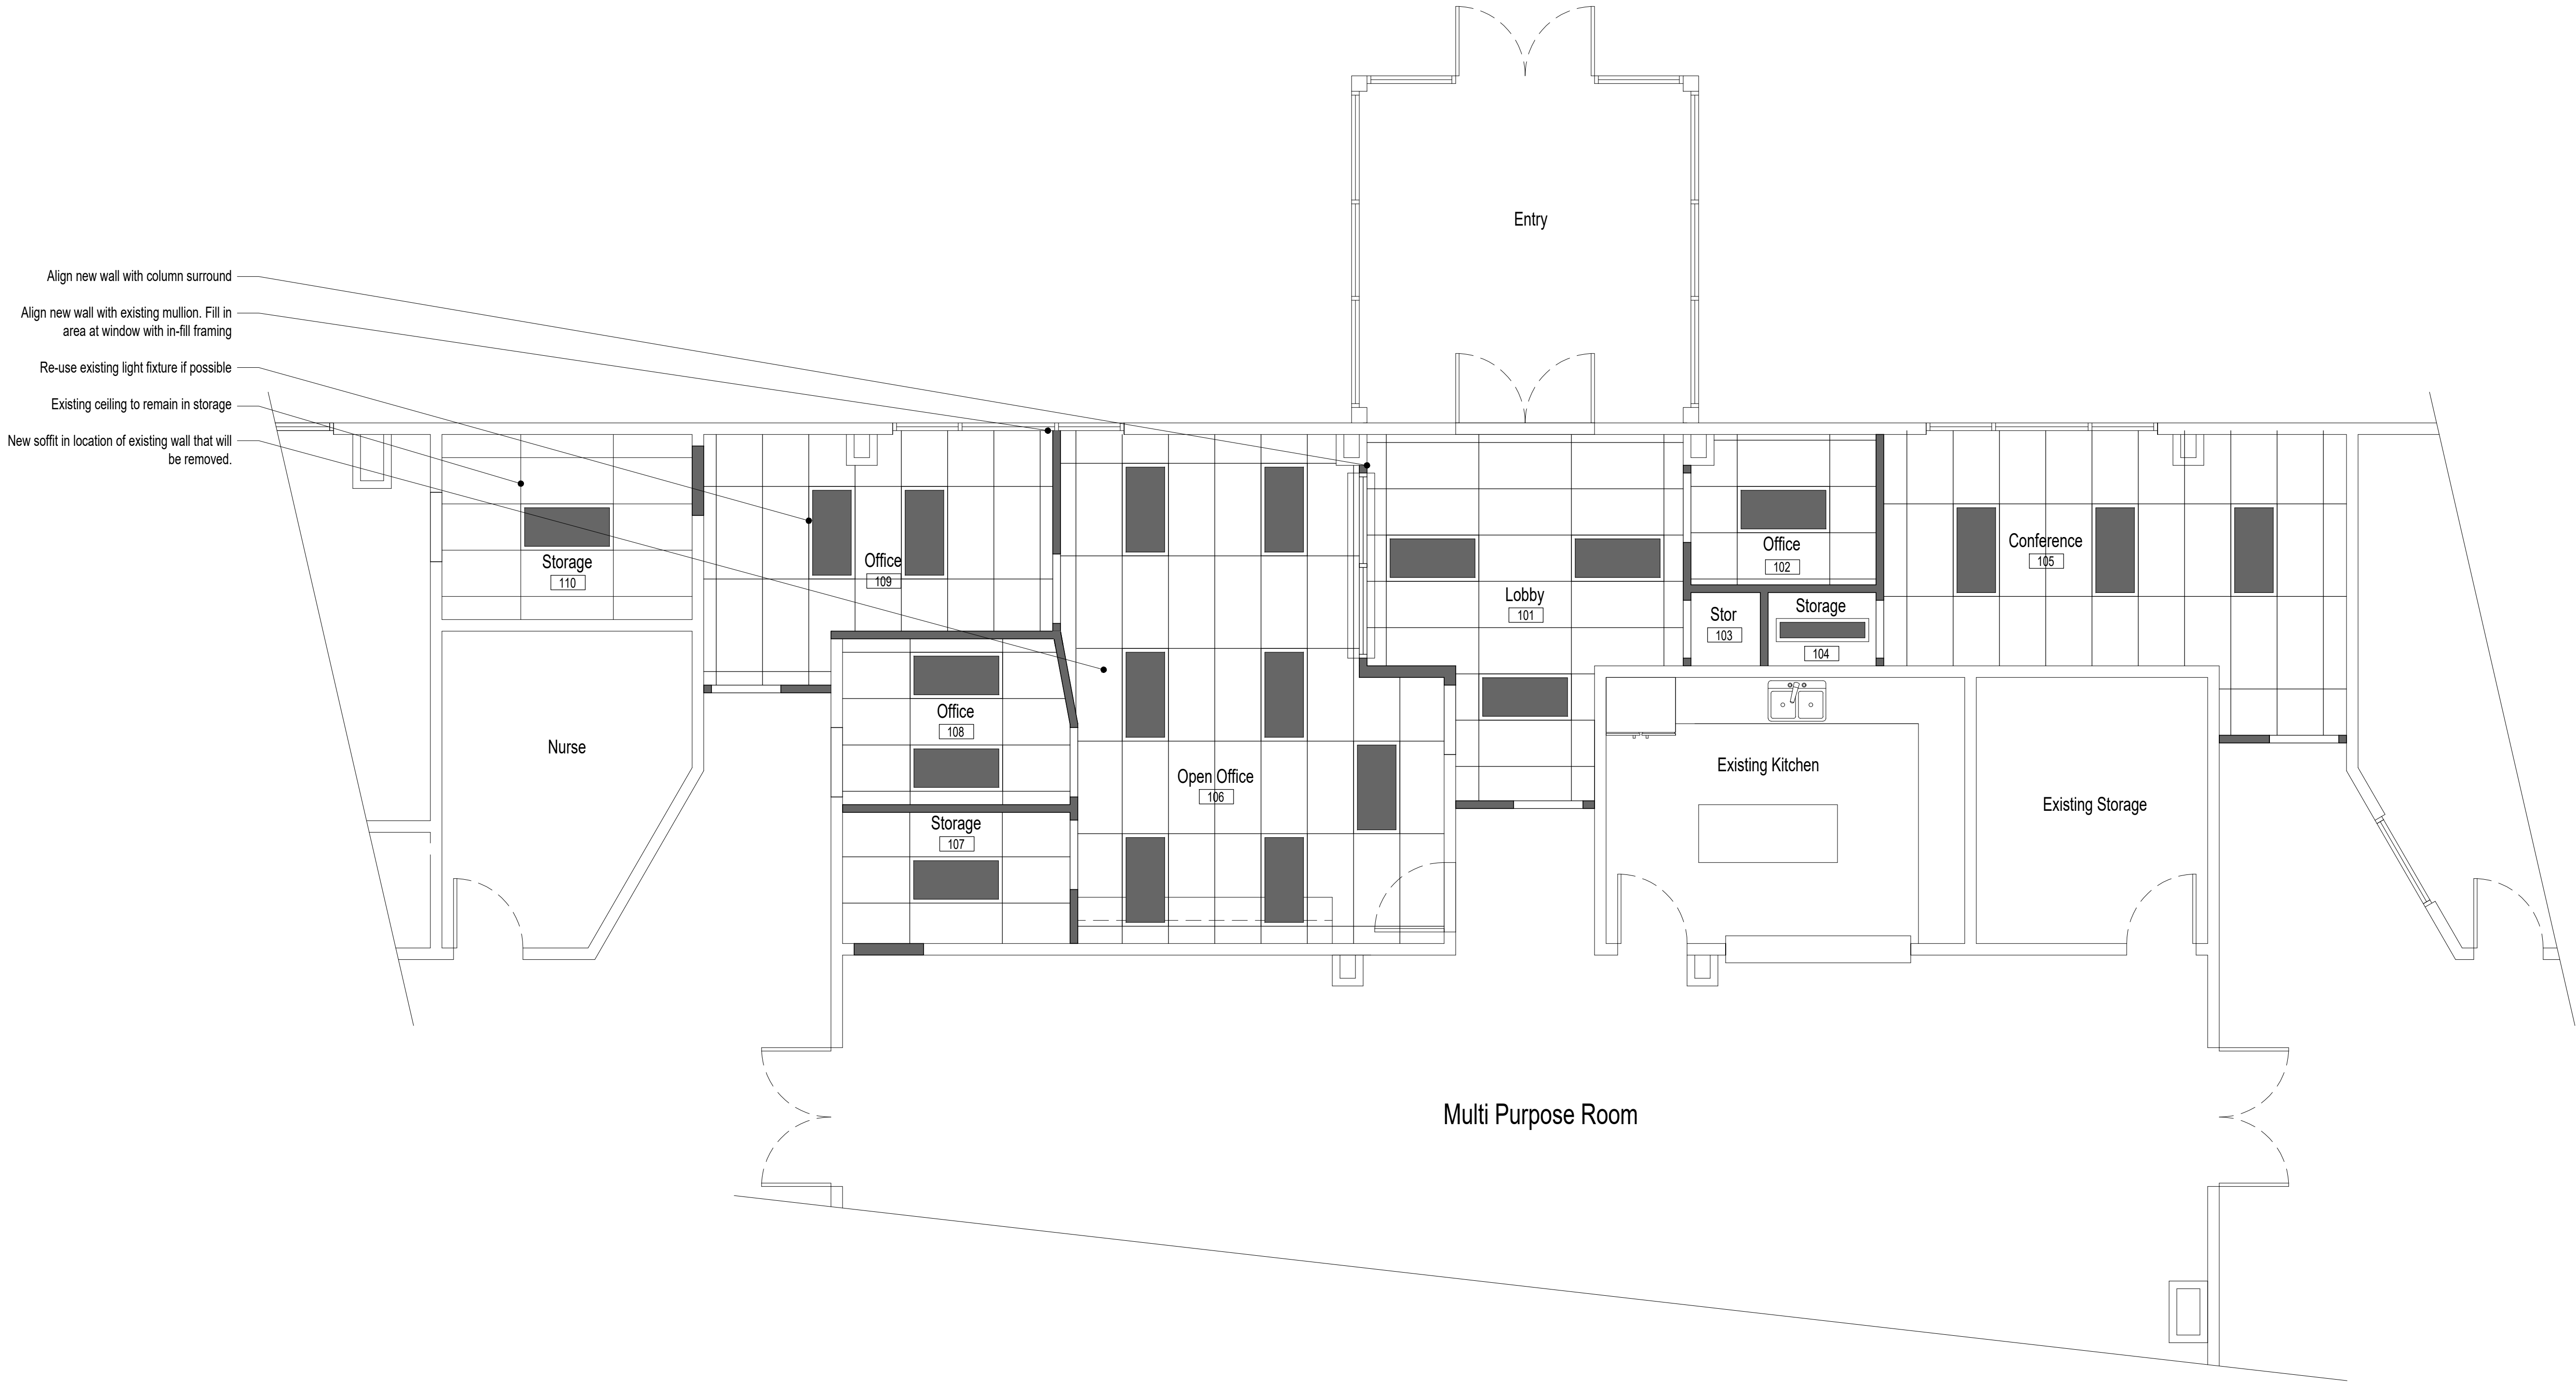 Entry
Align new wall with column surround
Align new wall with existing mullion. Fill in
area at window with in-fill framing
Re-use existing light fixture if possible
Existing ceiling to remain in storage
New soffit in location of existing wall that will
be removed.
Storage
110
Office
109
Lobby
101
Office
102
Stor
103
Storage
104
Conference
105
Office
108
Nurse
Open Office
106
Storage
107
Existing Kitchen
Existing Storage
Multi Purpose Room